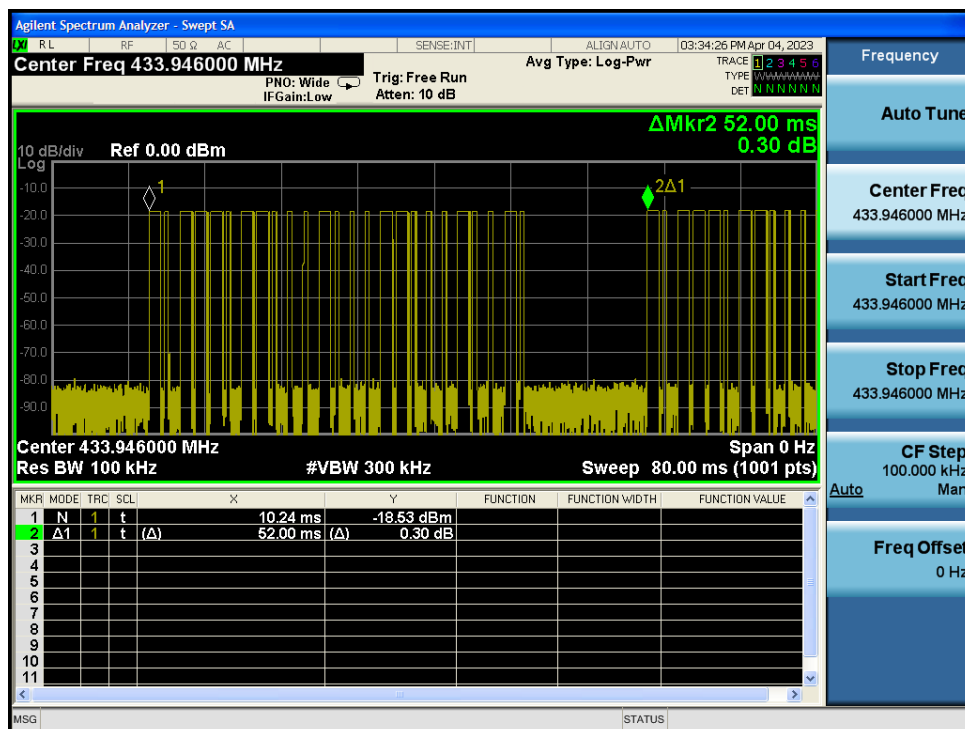 Agilent Spectrum Analyzer - Swept SA
LXI RL RF 50 Ω AC SENSE:INT ALIGN AUTO 03:34:26 PM Apr 04, 2023
Center Freq 433.946000 MHz
PNO: Wide
IFGain:Low
Trig: Free Run
Atten: 10 dB
Avg Type: Log-Pwr
TRACE 1 2 3 4 5 6
TYPE WWWWWW
DET N N N N N N
ΔMkr2 52.00 ms
0.30 dB
10 dB/div Ref 0.00 dBm
Log
1
2Δ1
-10.0
-20.0
-30.0
-40.0
-50.0
-60.0
-70.0
-80.0
-90.0
Center 433.946000 MHz Span 0 Hz
Res BW 100 kHz #VBW 300 kHz Sweep 80.00 ms (1001 pts)
MKR MODE TRC SCL X Y FUNCTION FUNCTION WIDTH FUNCTION VALUE
1 N 1 t 10.24 ms -18.53 dBm
2 Δ1 1 t (Δ) 52.00 ms (Δ) 0.30 dB
3
4
5
6
7
8
9
10
11
MSG STATUS
Frequency
Auto Tune
Center Freq
433.946000 MHz
Start Freq
433.946000 MHz
Stop Freq
433.946000 MHz
CF Step
100.000 kHz
Auto Man
Freq Offset
0 Hz